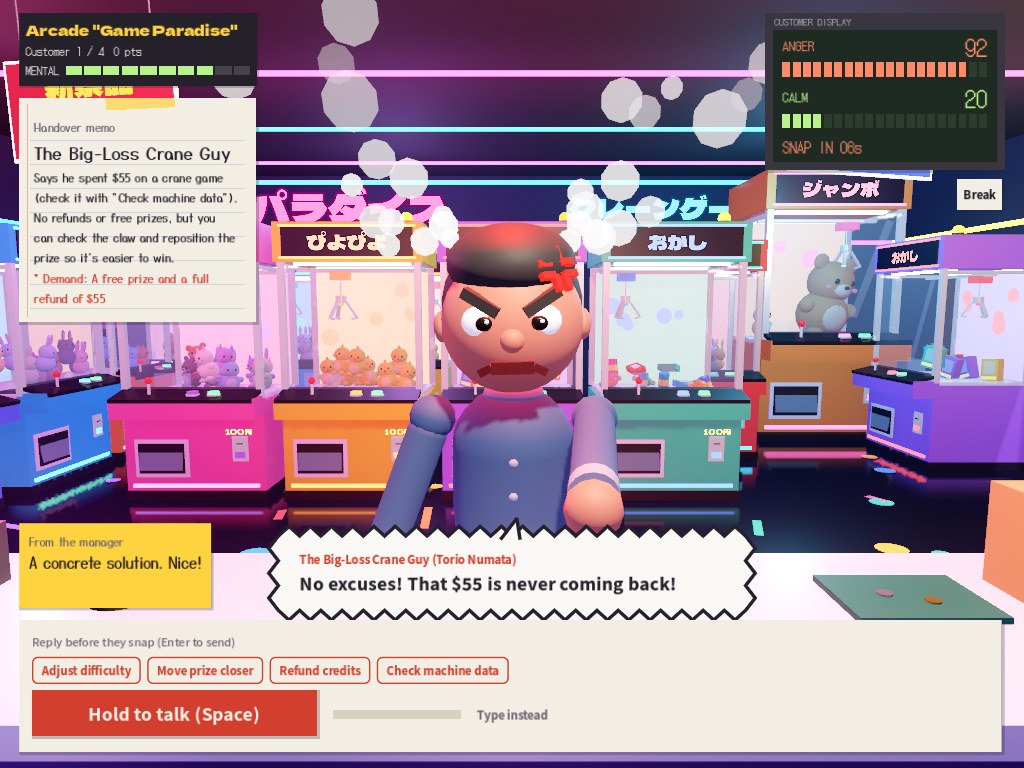 Arcade "Game Paradise"
Customer 1 / 4 0 pts
MENTAL
Handover memo
The Big-Loss Crane Guy
Says he spent $55 on a crane game
(check it with "Check machine data").
No refunds or free prizes, but you
can check the claw and reposition the
prize so it's easier to win.
* Demand: A free prize and a full
refund of $55
CUSTOMER DISPLAY
ANGER 92
CALM 20
SNAP IN 06s
Break
パラダイス
クレーンゲー
ジャンボ
ぴよぴよ
おかし
おかし
100円
100円
100円
From the manager
A concrete solution. Nice!
The Big-Loss Crane Guy (Torio Numata)
No excuses! That $55 is never coming back!
Reply before they snap (Enter to send)
Adjust difficulty
Move prize closer
Refund credits
Check machine data
Hold to talk (Space)
Type instead